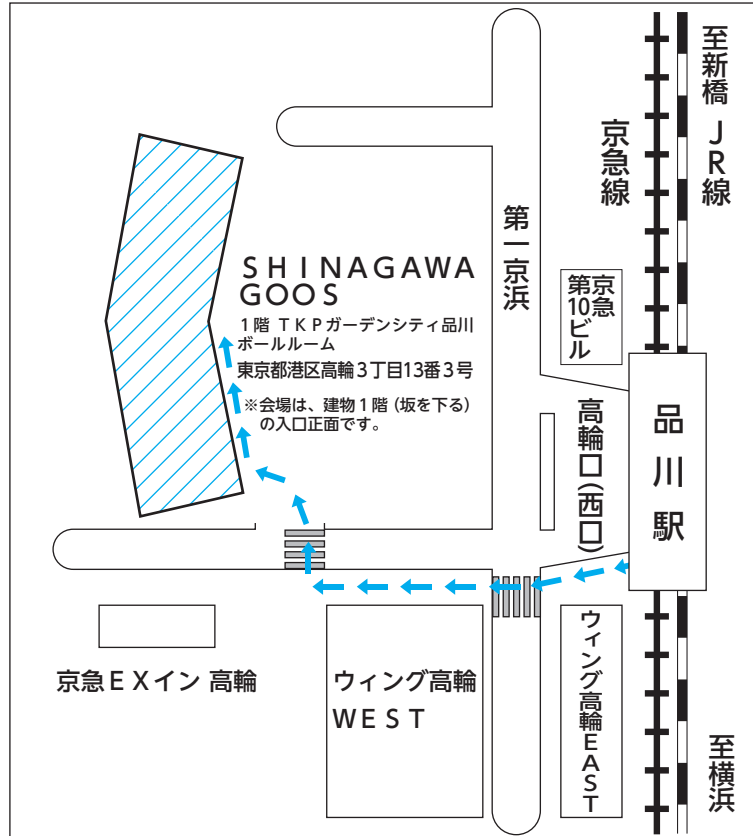 至新橋
JR線
京急線
第一京浜
SHINAGAWA
GOOS
1階 TKPガーデンシティ品川
ボールルーム
東京都港区高輪3丁目13番3号
※会場は、建物1階(坂を下る)
の入口正面です。
京急
第10ビル
高輪口(西口)
品川駅
京急EXイン 高輪
ウィング高輪
WEST
ウィング高輪EAST
至横浜